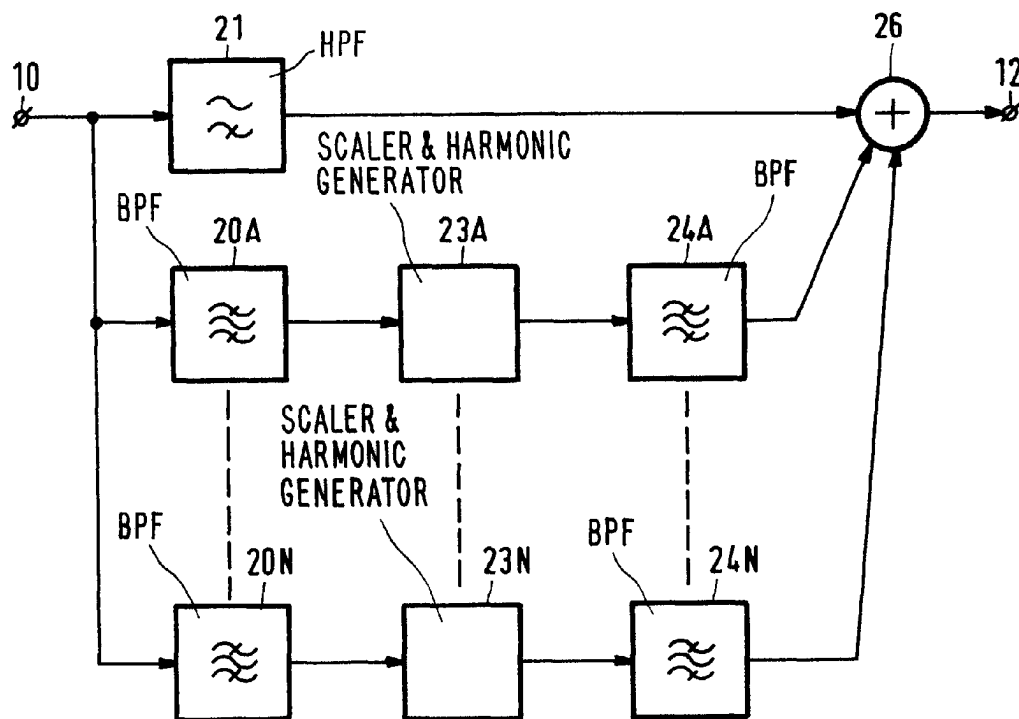 21
HPF
26
10
12
+
SCALER & HARMONIC
GENERATOR
BPF
BPF
20A
23A
24A
SCALER &
HARMONIC
GENERATOR
BPF
BPF
20N
23N
24N